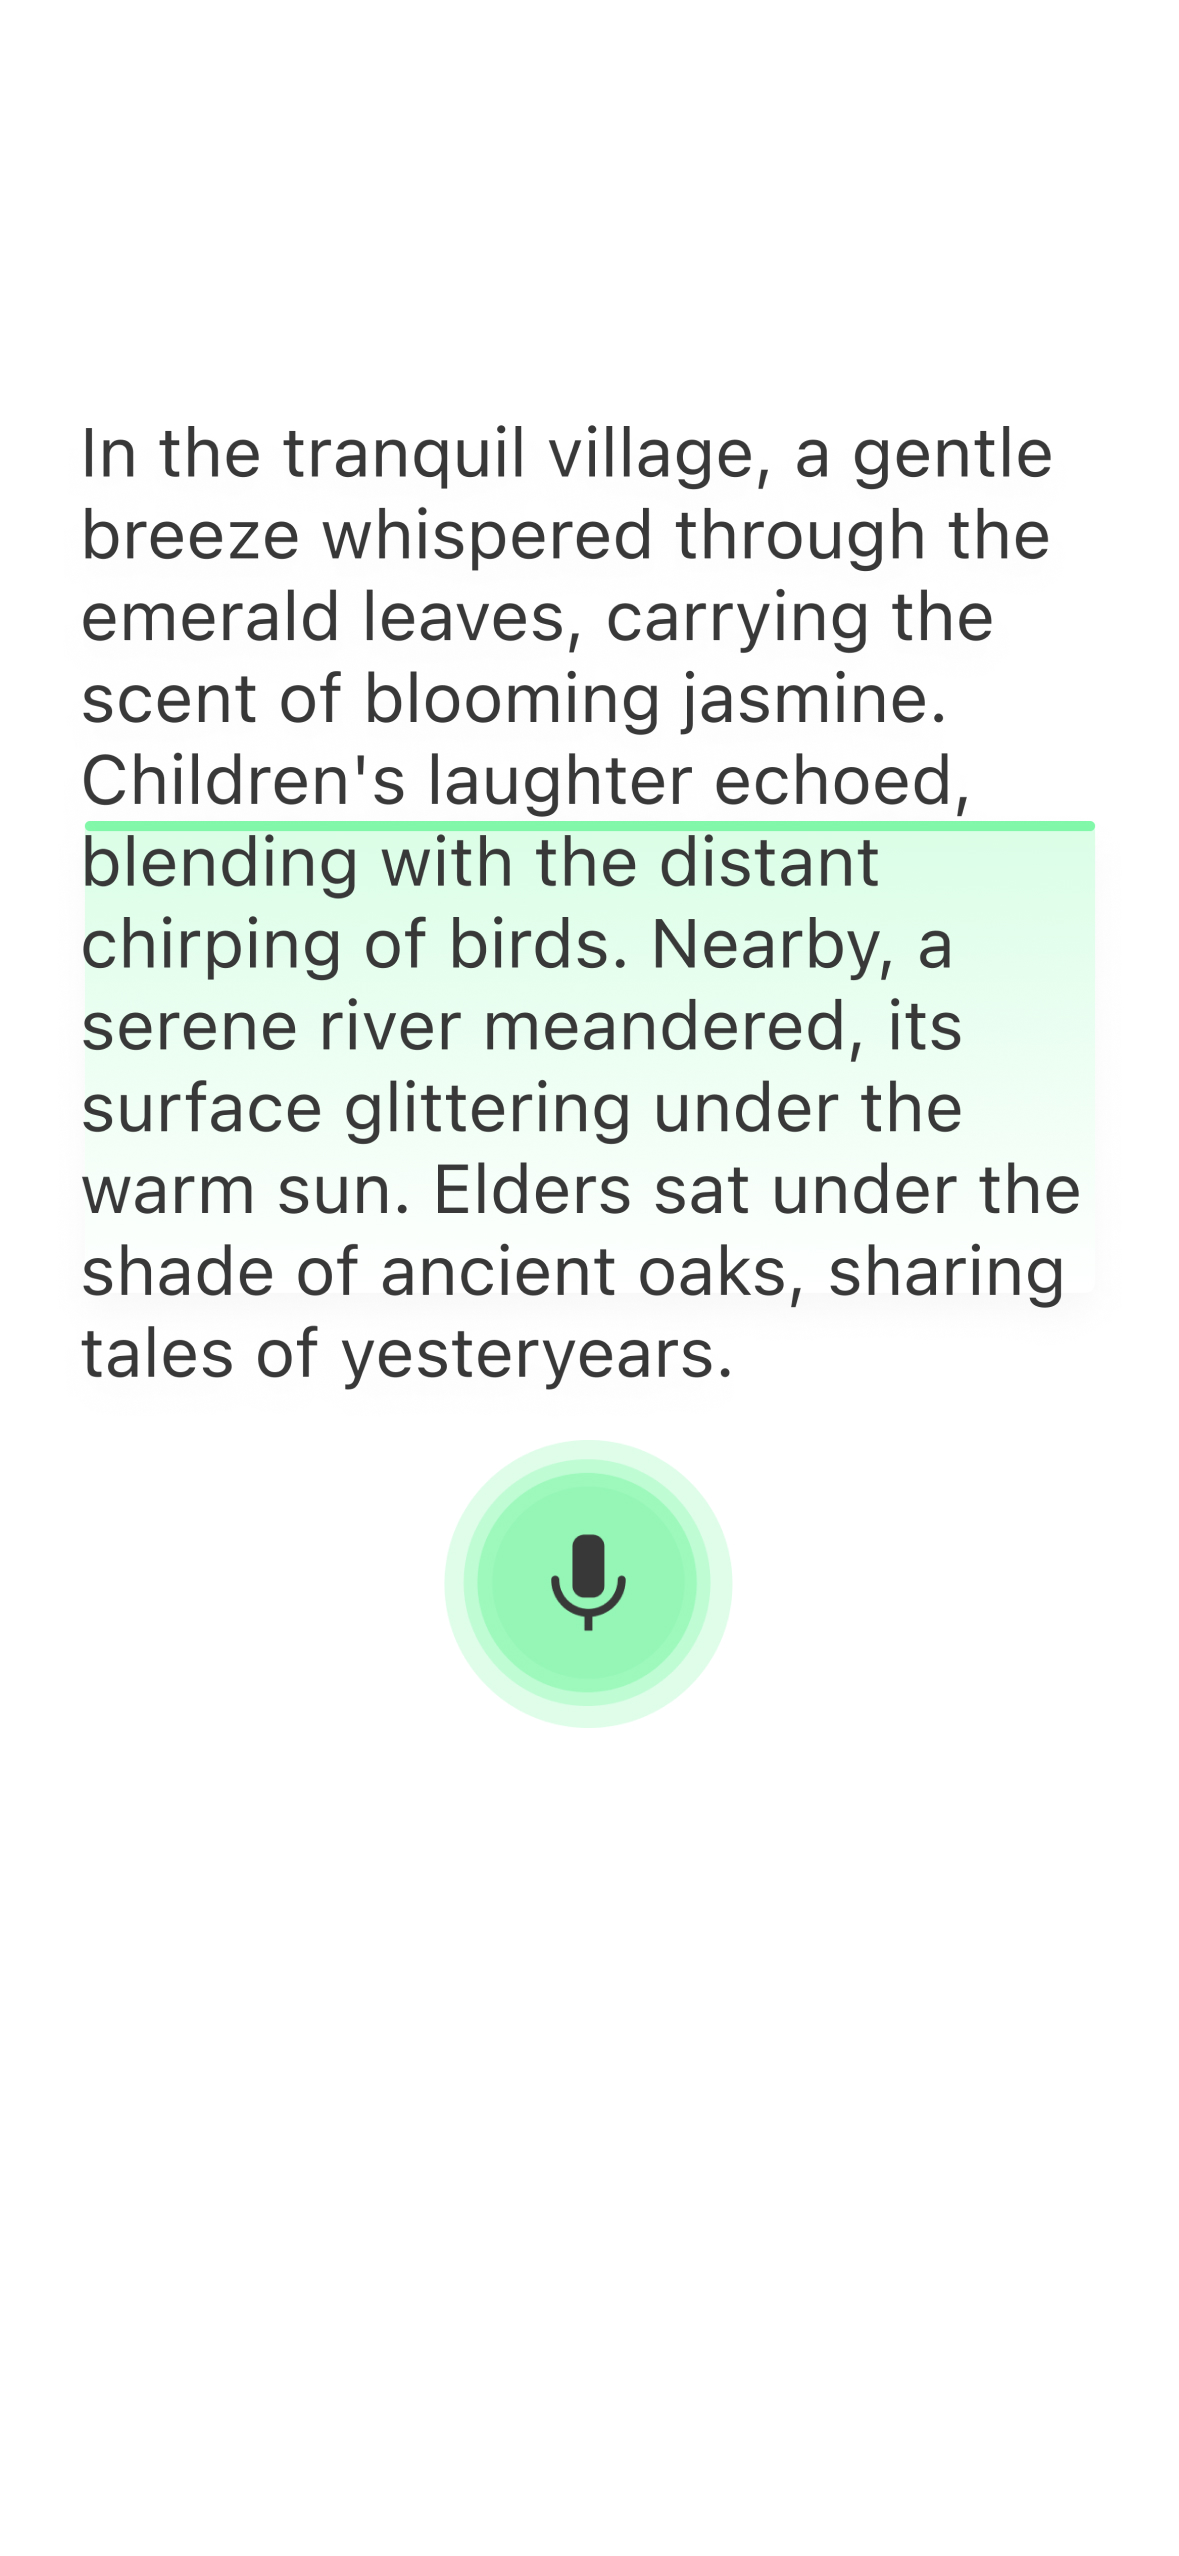 In the tranquil village, a gentle
breeze whispered through the
emerald leaves, carrying the
scent of blooming jasmine.
Children's laughter echoed,
blending with the distant
chirping of birds. Nearby, a
serene river meandered, its
surface glittering under the
warm sun. Elders sat under the
shade of ancient oaks, sharing
tales of yesteryears.